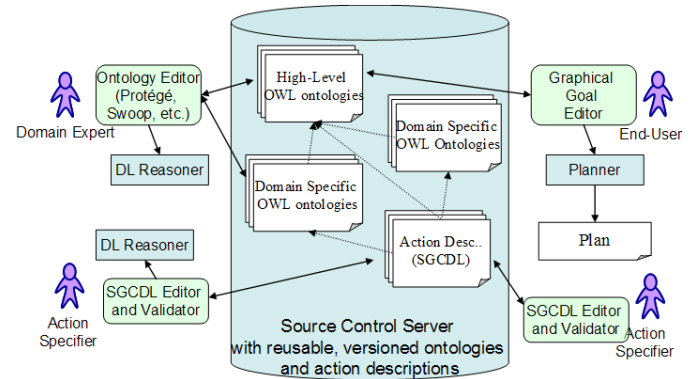 Ontology Editor
(Protégé,
Swoop, etc.)
Domain Expert
DL Reasoner
DL Reasoner
SGCDL Editor
and Validator
Action
Specifier
High-Level
OWL ontologies
Domain Specific
OWL Ontologies
Domain Specific
OWL ontologies
Action Desc..
(SGCDL)
Source Control Server
with reusable, versioned ontologies
and action descriptions
Graphical
Goal
Editor
End-User
Planner
Plan
SGCDL Editor
and Validator
Action
Specifier